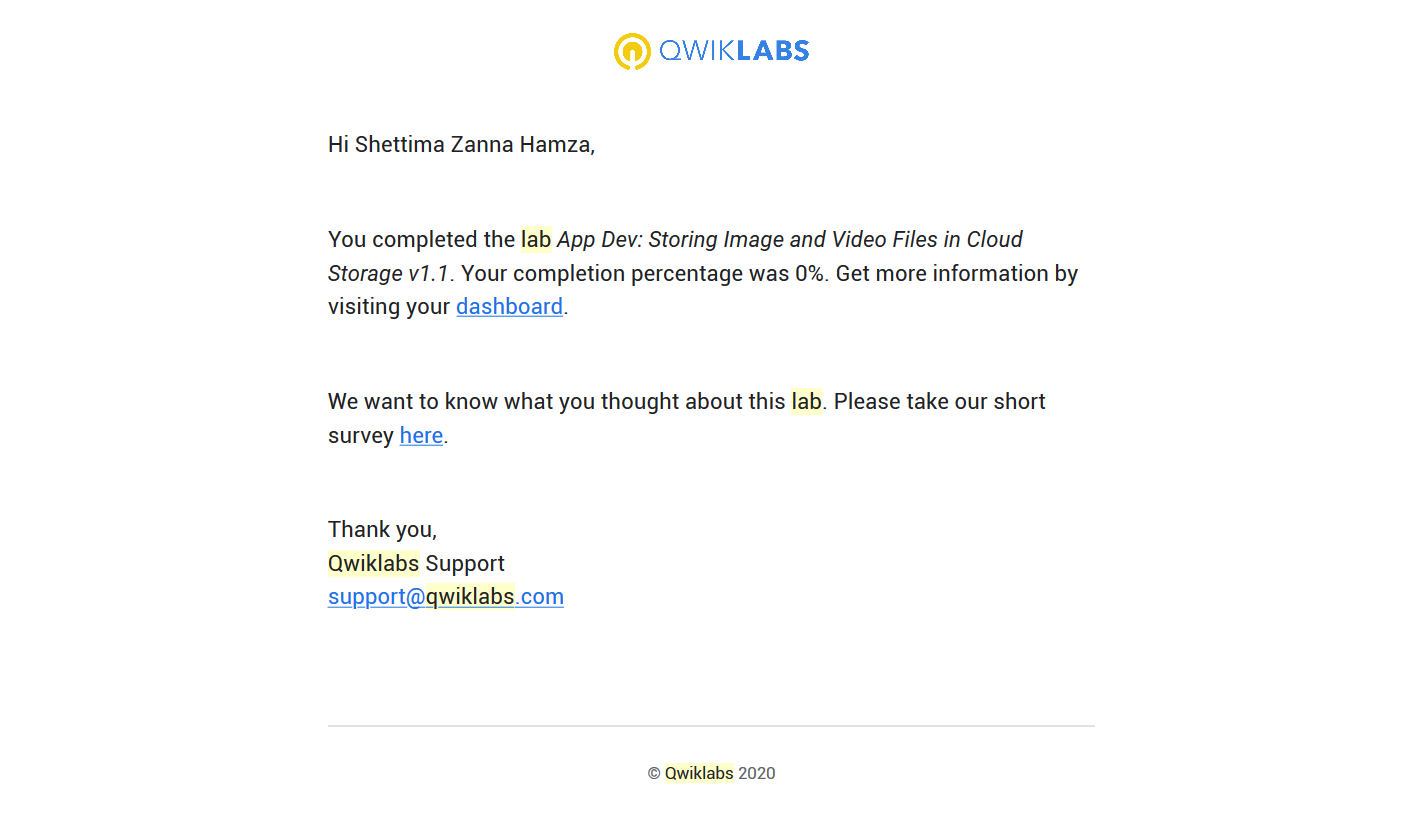 QWIKLABS
Hi Shettima Zanna Hamza,
You completed the lab App Dev: Storing Image and Video Files in Cloud
Storage v1.1. Your completion percentage was 0%. Get more information by
visiting your dashboard.
We want to know what you thought about this lab. Please take our short
survey here.
Thank you,
Qwiklabs Support
support@qwiklabs.com
© Qwiklabs 2020